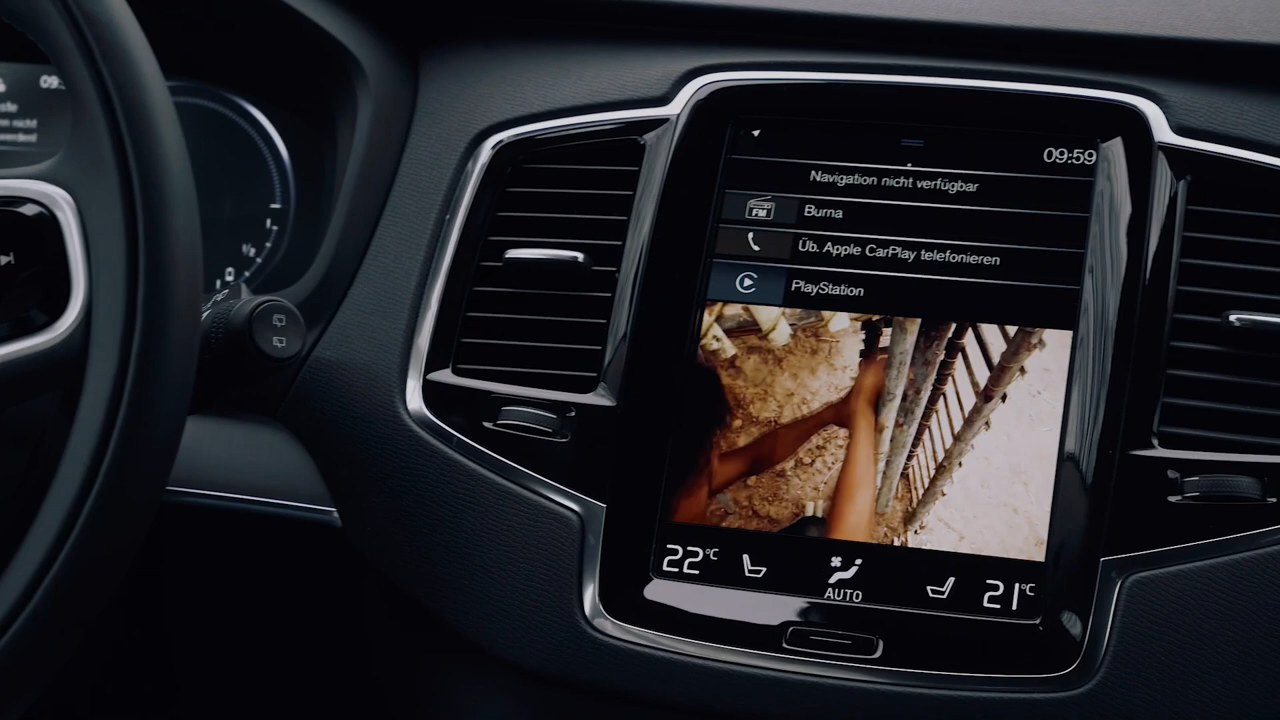 09:59
Navigation nicht verfügbar
FM
Burna
Üb. Apple CarPlay telefonieren
PlayStation
22°C
AUTO
21°C